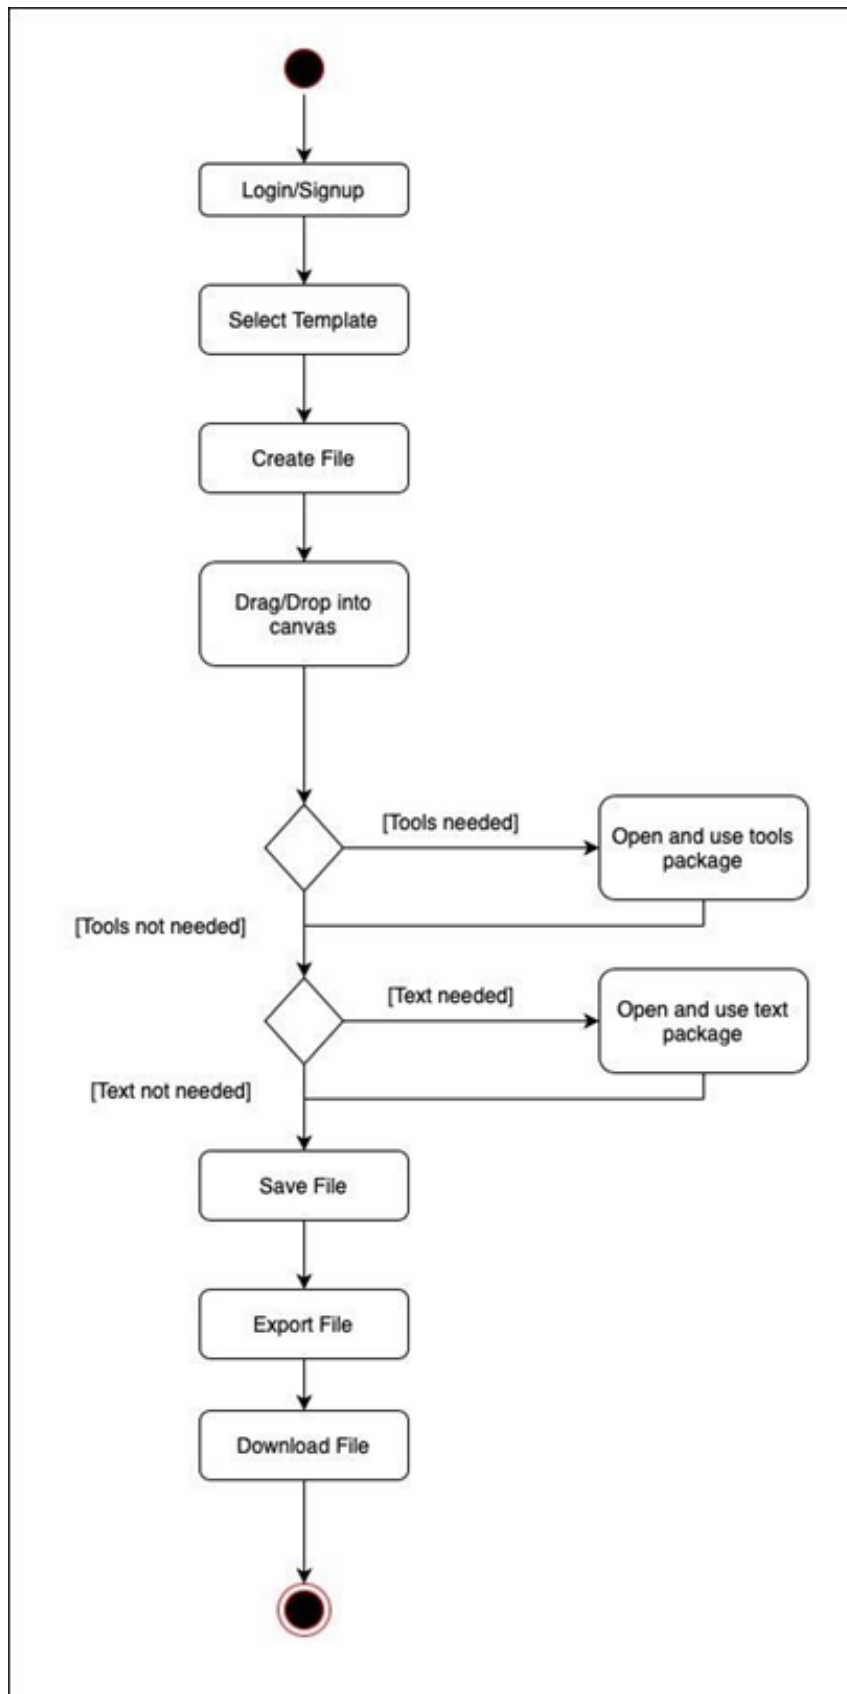 Login/Signup
Select Template
Create File
Drag/Drop into
canvas
[Tools needed]
Open and use tools
package
[Tools not needed]
[Text needed]
Open and use text
package
[Text not needed]
Save File
Export File
Download File